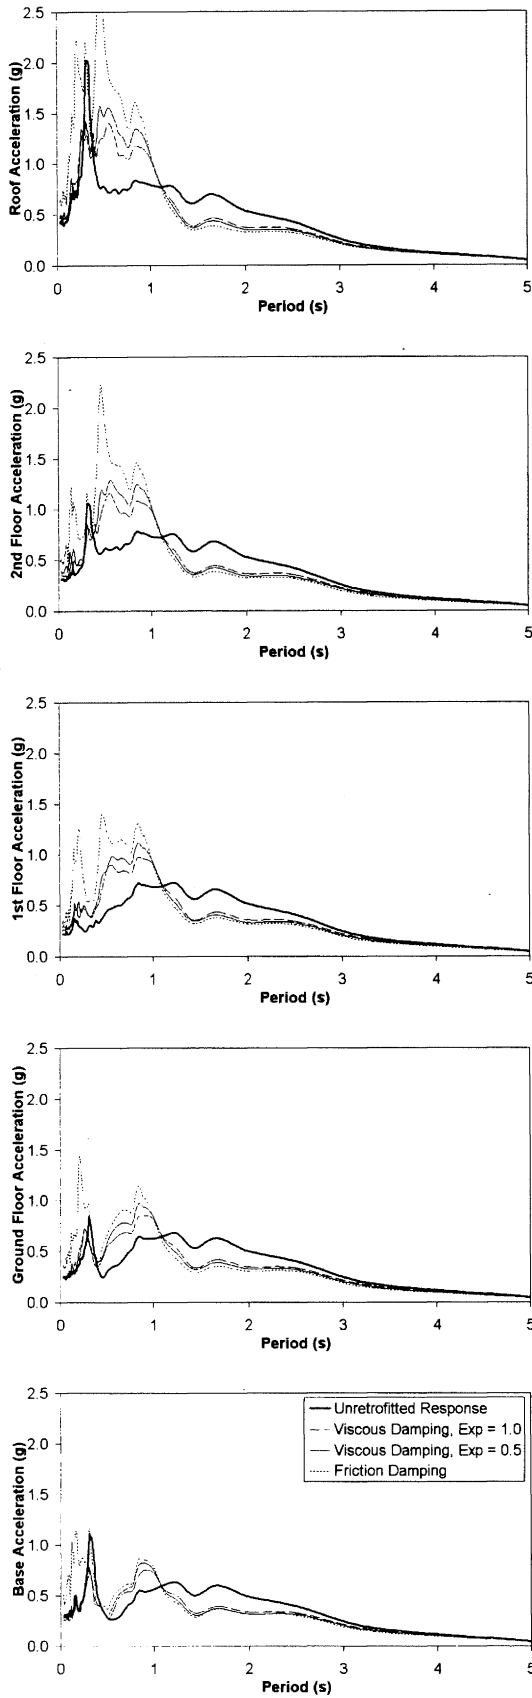 Roof Acceleration (g)
2.5
2.0
1.5
1.0
0.5
0.0
0 1 2 3 4 5
Period (s)
2nd Floor Acceleration (g)
2.5
2.0
1.5
1.0
0.5
0.0
0 1 2 3 4 5
Period (s)
1st Floor Acceleration (g)
2.5
2.0
1.5
1.0
0.5
0.0
0 1 2 3 4 5
Period (s)
Ground Floor Acceleration (g)
2.5
2.0
1.5
1.0
0.5
0.0
0 1 2 3 4 5
Period (s)
Base Acceleration (g)
2.5
2.0
1.5
1.0
0.5
0.0
Unretrofitted Response
Viscous Damping, Exp = 1.0
Viscous Damping, Exp = 0.5
Friction Damping
0 1 2 3 4 5
Period (s)